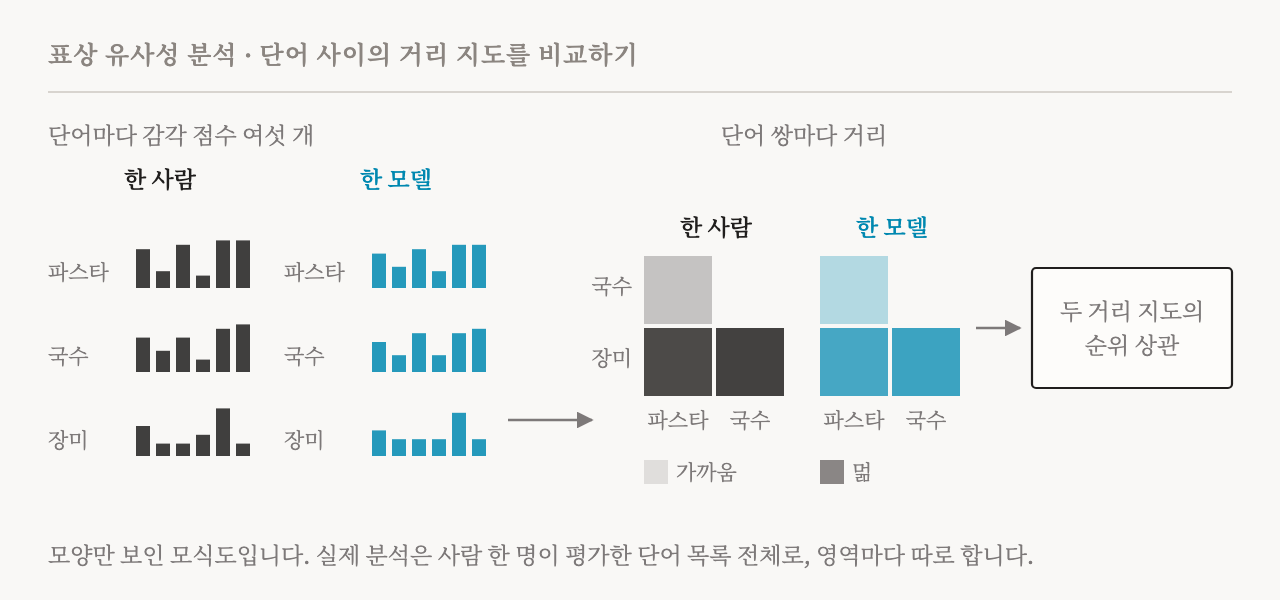 표상 유사성 분석 · 단어 사이의 거리 지도를 비교하기
단어마다 감각 점수 여섯 개
한 사람
한 모델
파스타
파스타
국수
국수
장미
장미
단어 쌍마다 거리
한 사람
한 모델
국수
장미
파스타
국수
파스타
국수
가까움
멂
두 거리 지도의
순위 상관
모양만 보인 모식도입니다. 실제 분석은 사람 한 명이 평가한 단어 목록 전체로, 영역마다 따로 합니다.